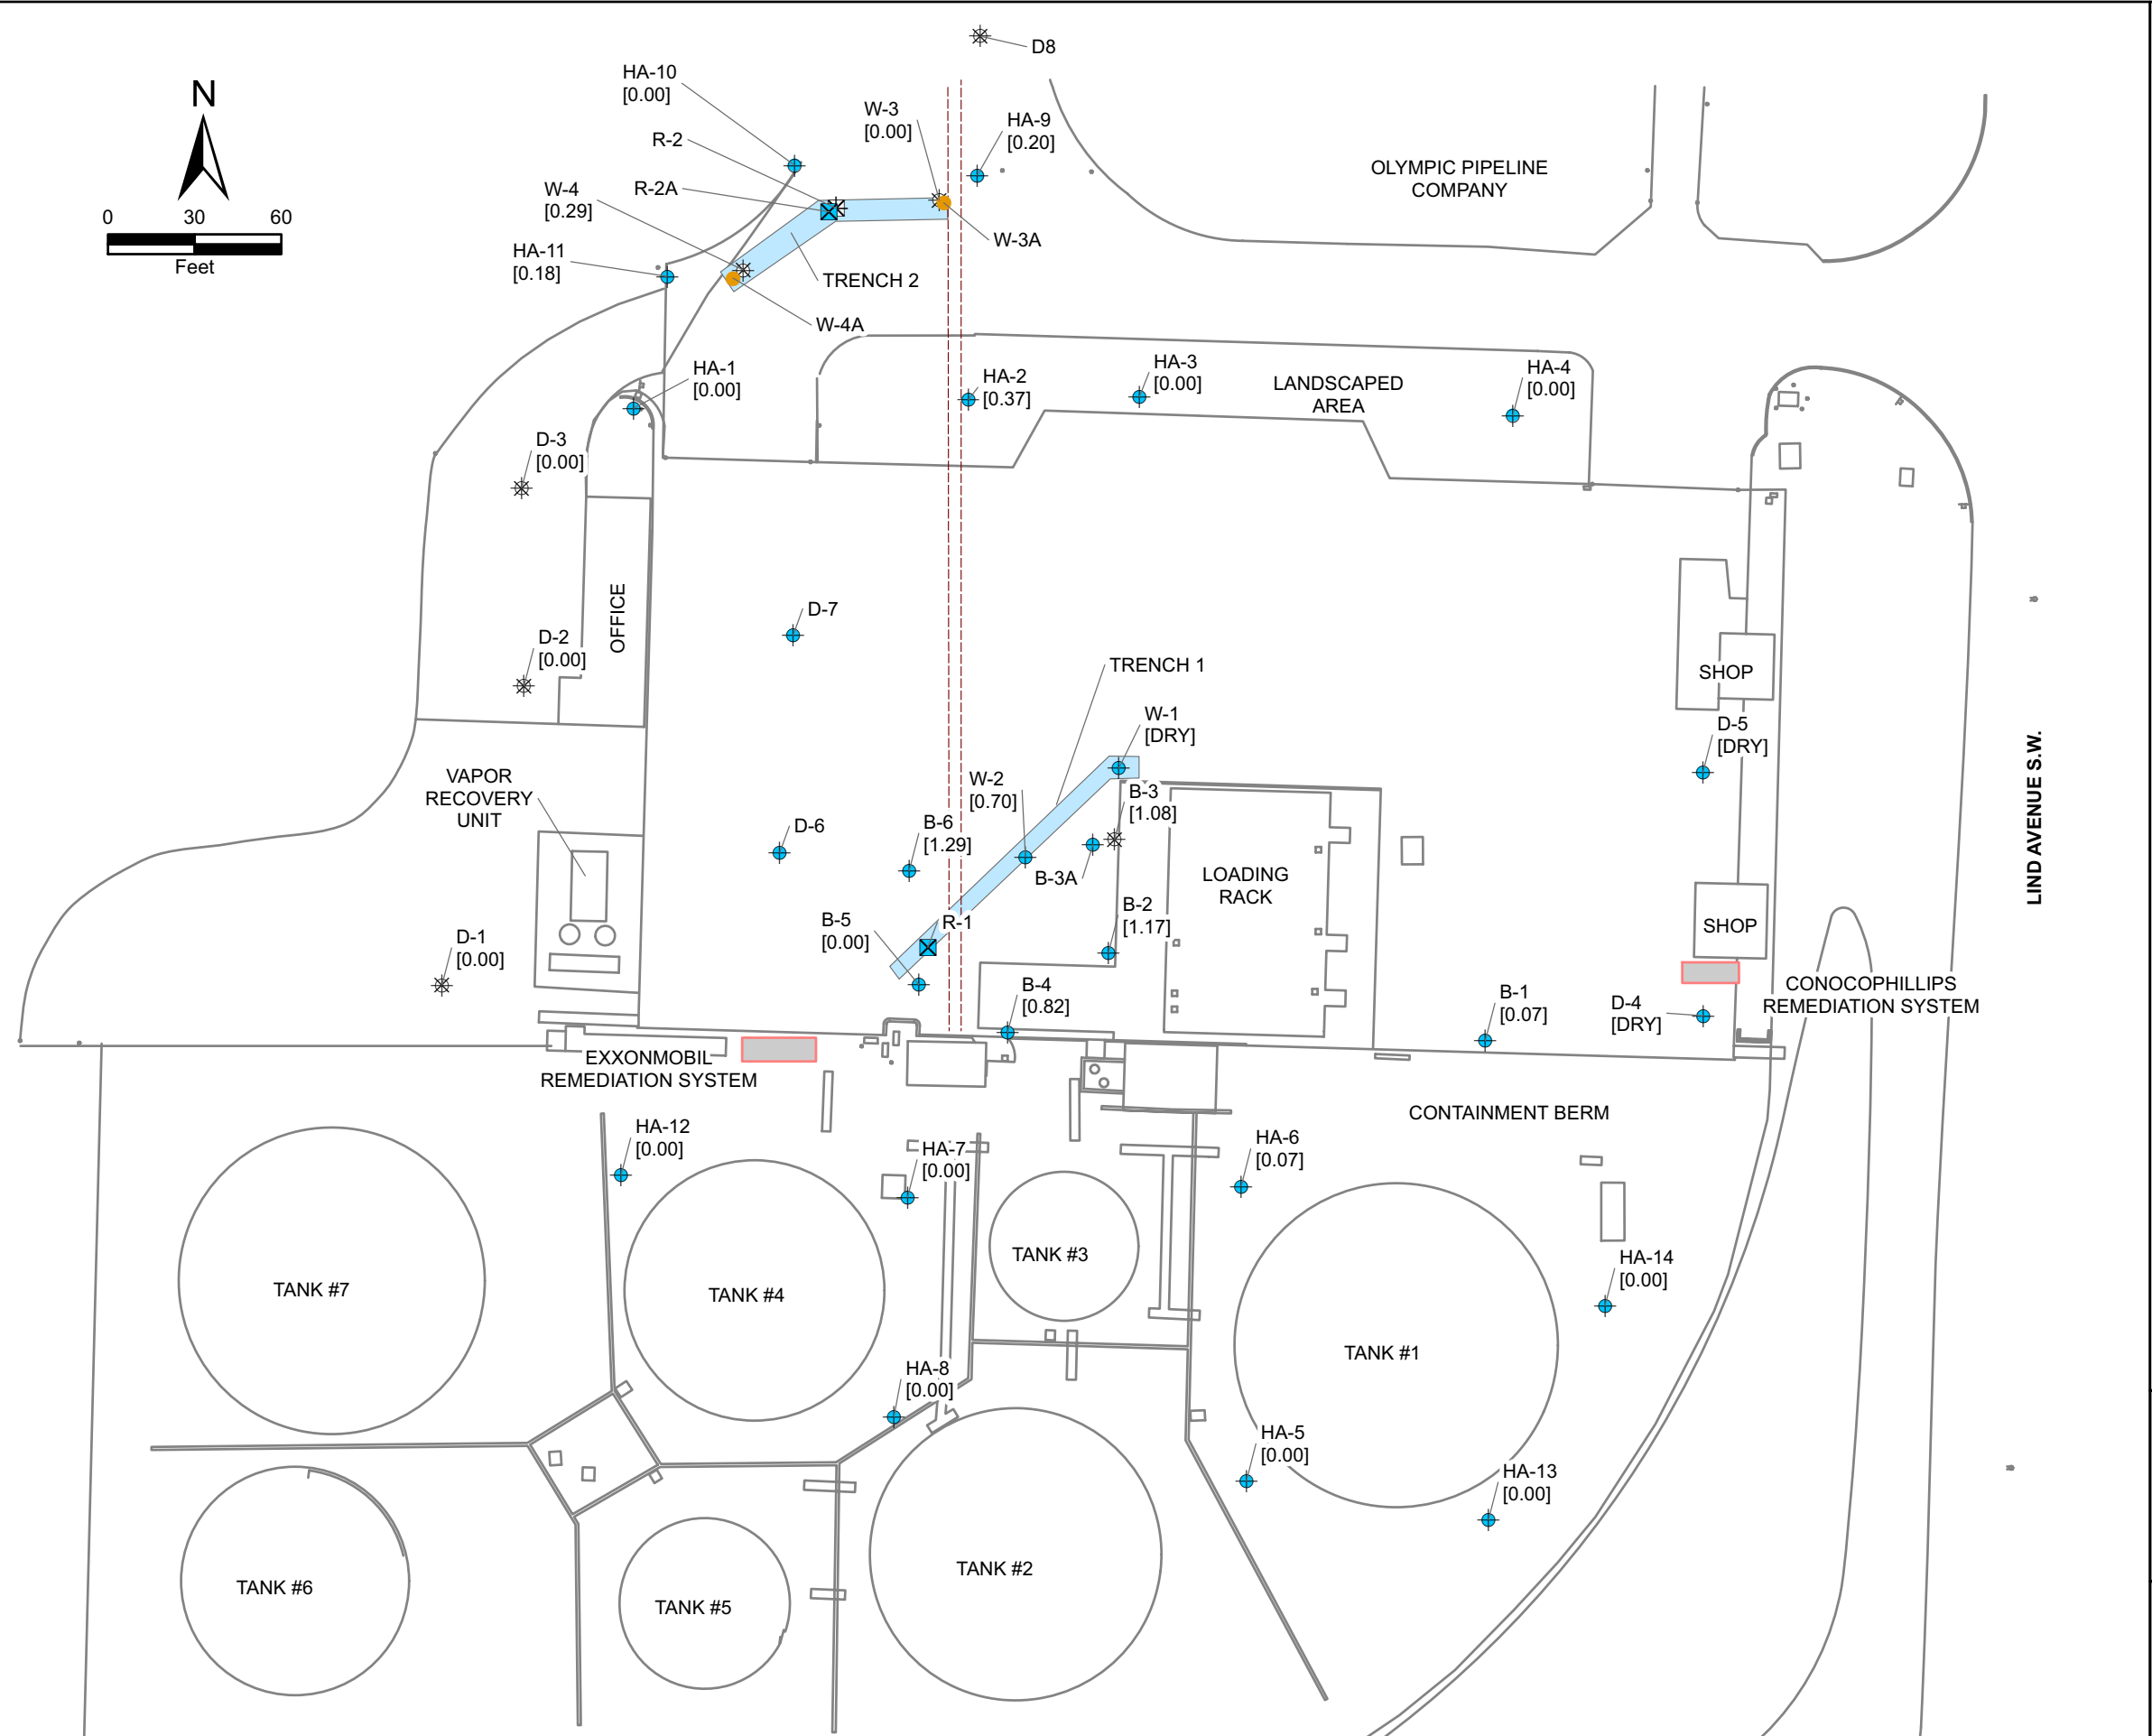 D8
HA-10
[0.00]
N
W-3
[0.00]
HA-9
[0.20]
R-2
OLYMPIC PIPELINE
COMPANY
R-2A
W-4
[0.29]
0 30 60
Feet
W-3A
HA-11
[0.18]
TRENCH 2
W-4A
HA-1
[0.00]
HA-2
[0.37]
HA-3
[0.00]
LANDSCAPED
AREA
HA-4
[0.00]
D-3
[0.00]
OFFICE
D-7
D-2
[0.00]
TRENCH 1
SHOP
W-1
[DRY]
D-5
[DRY]
LIND AVENUE S.W.
VAPOR
RECOVERY
UNIT
W-2
[0.70]
B-3
[1.08]
D-6
B-6
[1.29]
B-3A
LOADING
RACK
B-5
[0.00]
R-1
B-2
[1.17]
SHOP
D-1
[0.00]
B-4
[0.82]
B-1
[0.07]
D-4
[DRY]
CONOCOPHILLIPS
REMEDIATION SYSTEM
EXXONMOBIL
REMEDIATION SYSTEM
CONTAINMENT BERM
HA-12
[0.00]
HA-7
[0.00]
HA-6
[0.07]
TANK #3
HA-14
[0.00]
TANK #7
TANK #4
TANK #1
HA-8
[0.00]
HA-5
[0.00]
HA-13
[0.00]
TANK #2
TANK #6
TANK #5